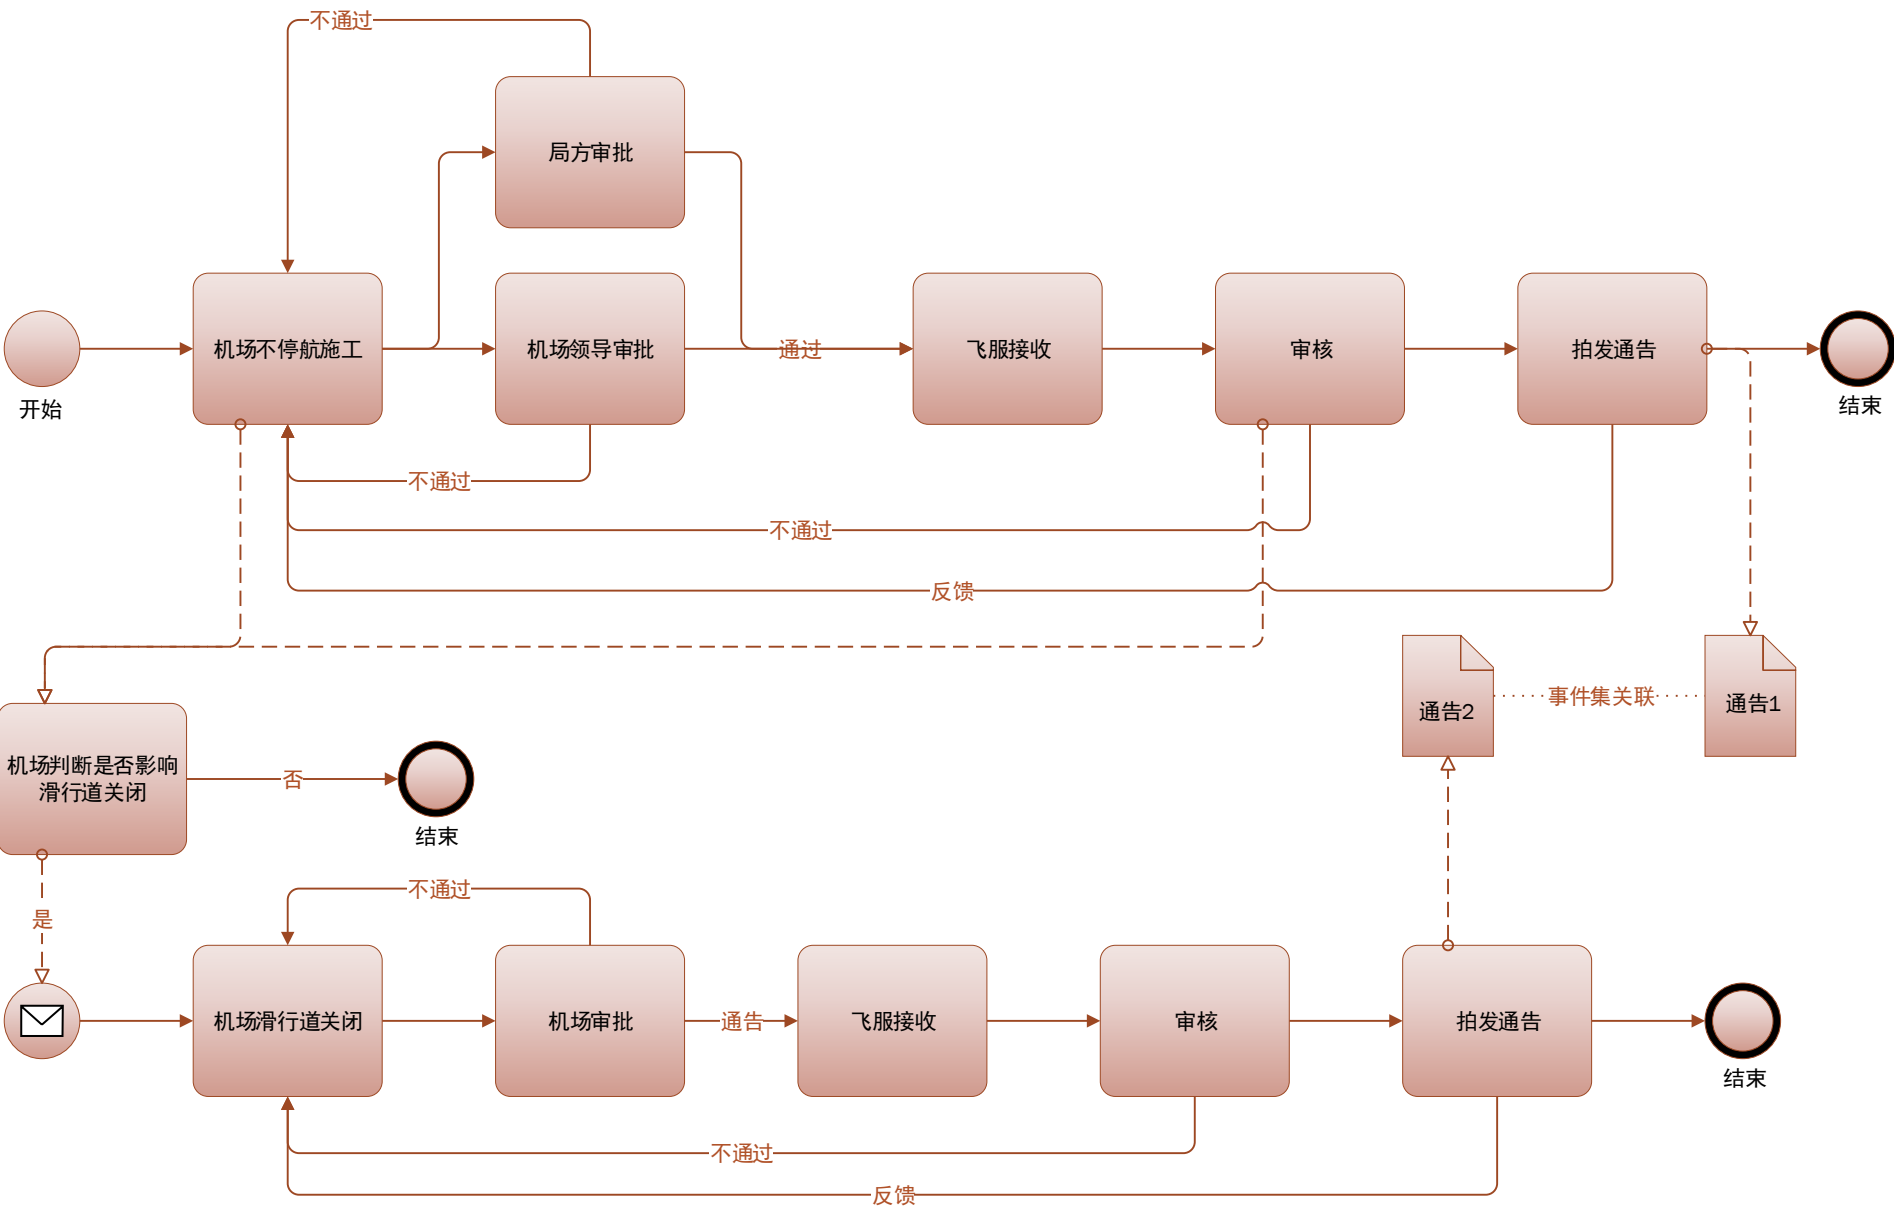 不通过
局方审批
开始
机场不停航施工
机场领导审批
通过
飞服接收
审核
拍发通告
结束
不通过
不通过
反馈
通告2
事件集关联
通告1
机场判断是否影响
滑行道关闭
否
结束
是
不通过
机场滑行道关闭
机场审批
通告
飞服接收
审核
拍发通告
结束
不通过
反馈